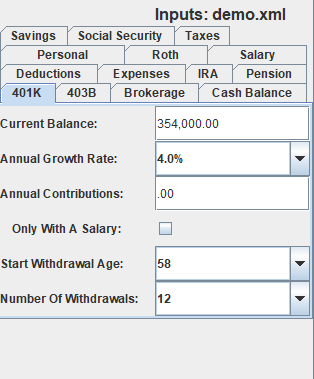 Inputs: demo.xml
Savings Social Security Taxes
Personal Roth Salary
Deductions Expenses IRA Pension
401K 403B Brokerage Cash Balance
Current Balance: 354,000.00
Annual Growth Rate: 4.0%
Annual Contributions: .00
Only With A Salary:
Start Withdrawal Age: 58
Number Of Withdrawals: 12